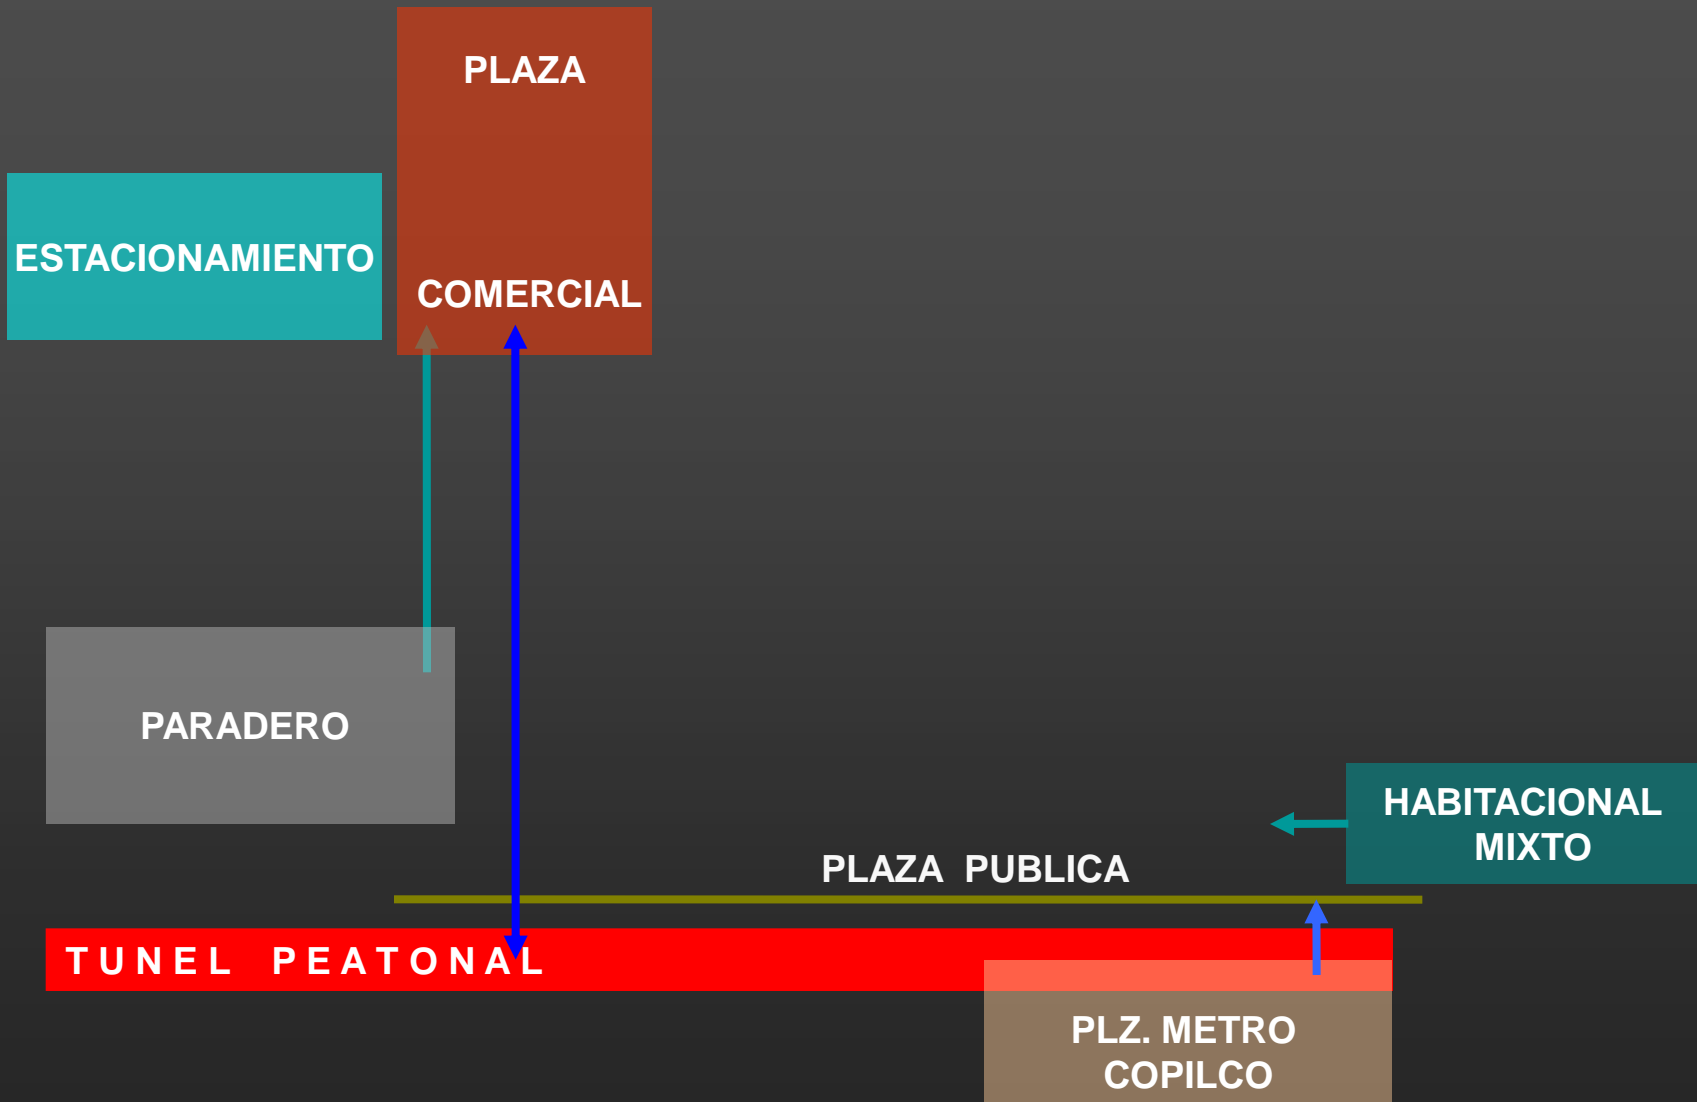 PLAZA
ESTACIONAMIENTO
COMERCIAL
PARADERO
HABITACIONAL
MIXTO
PLAZA PUBLICA
TUNEL PEATONAL
PLZ. METRO
COPILCO